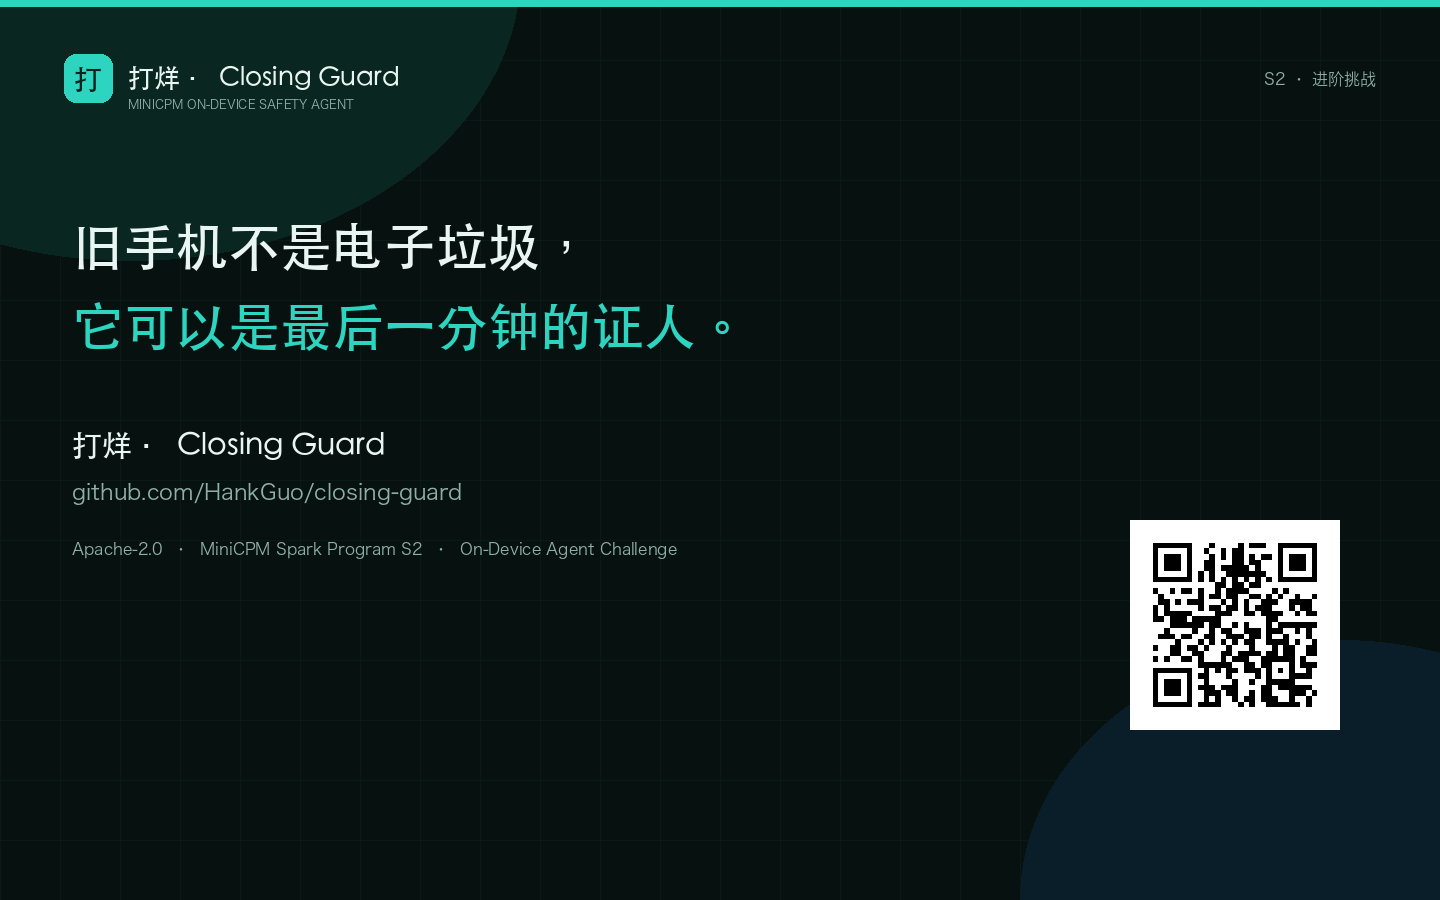 打
打烊 · Closing Guard
MINICPM ON-DEVICE SAFETY AGENT
S2 · 进阶挑战
旧手机不是电子垃圾，
它可以是最后一分钟的证人。
打烊 · Closing Guard
github.com/HankGuo/closing-guard
Apache-2.0 · MiniCPM Spark Program S2 · On-Device Agent Challenge